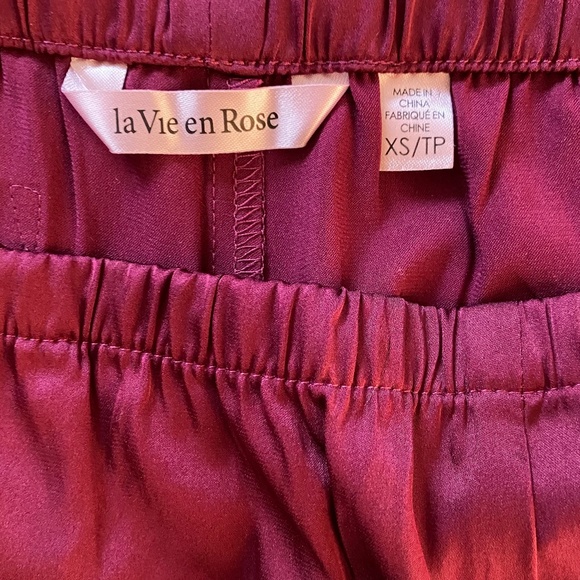 la Vie en Rose
MADE IN
CHINA
FABRIQUÉ EN
CHINE
XS/TP